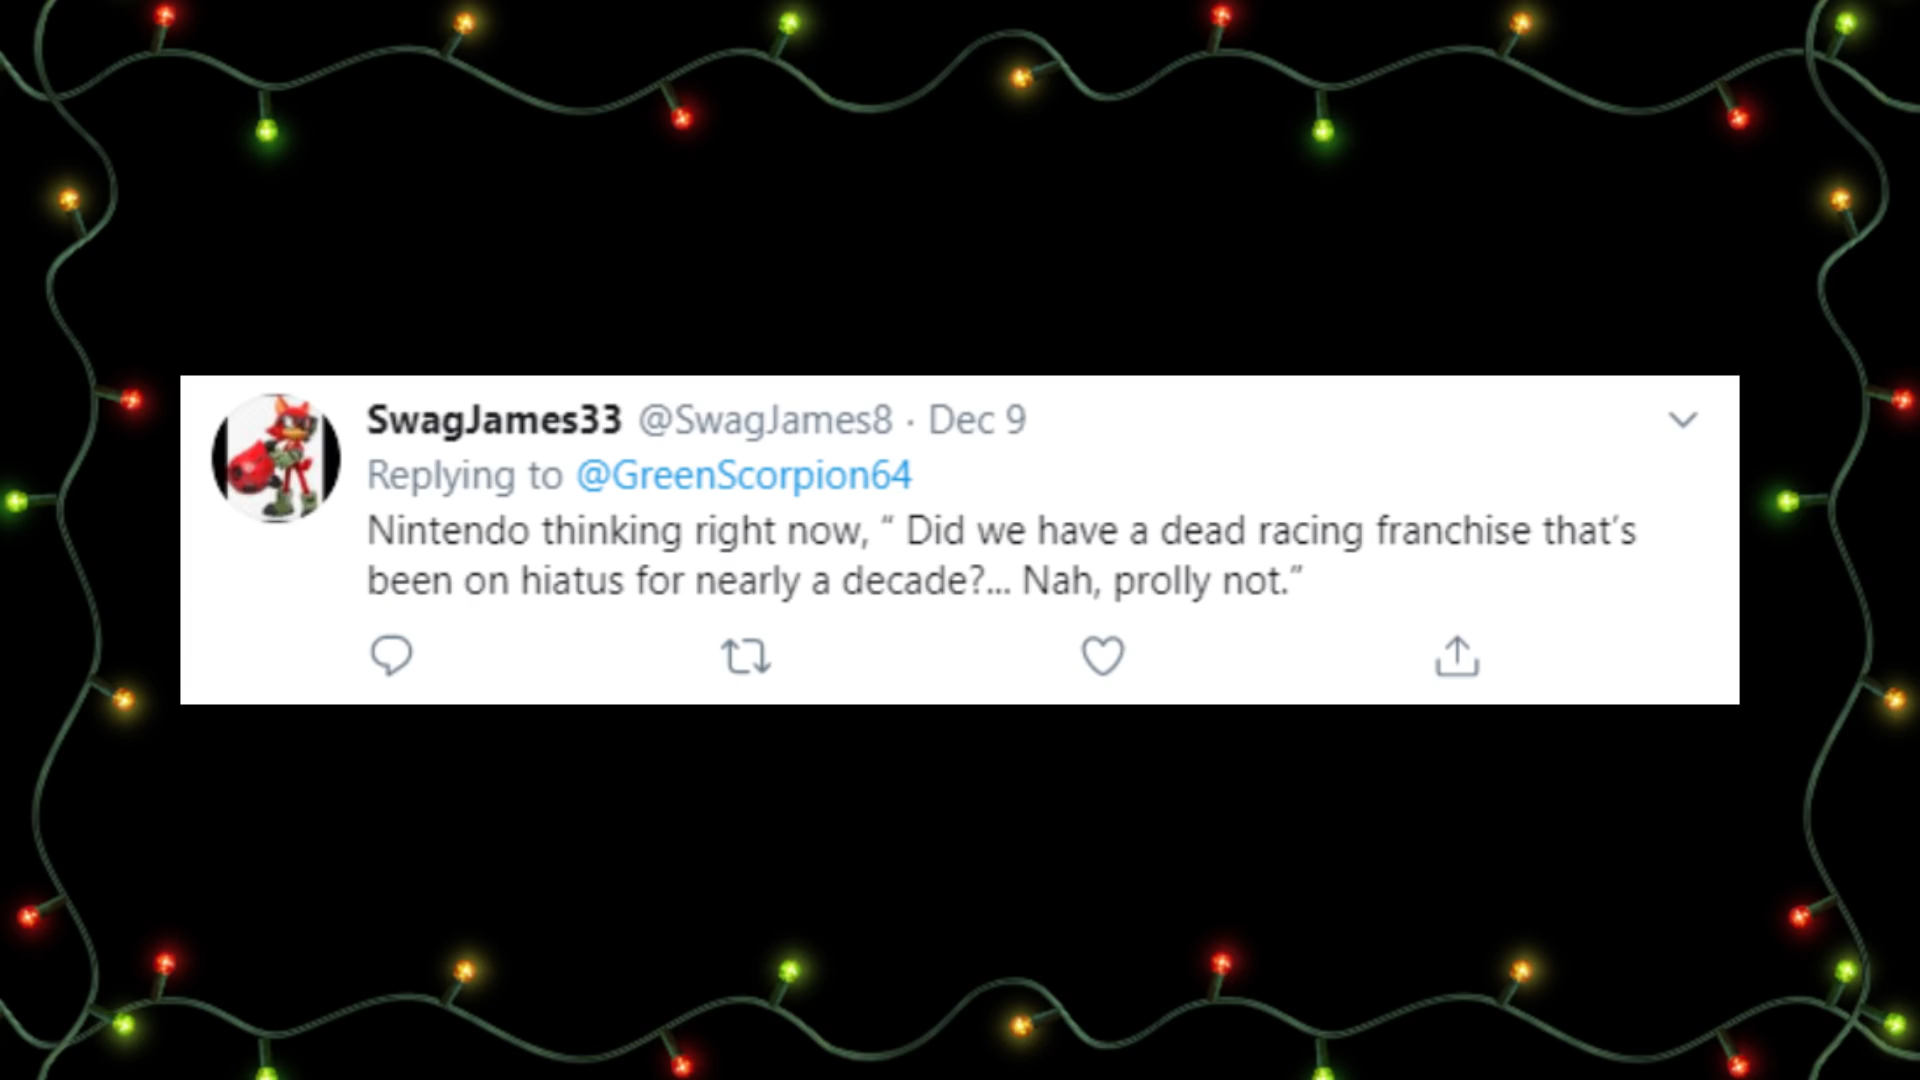 SwagJames33 @SwagJames8 · Dec 9
Replying to @GreenScorpion64
Nintendo thinking right now, “ Did we have a dead racing franchise that’s
been on hiatus for nearly a decade?... Nah, prolly not.”